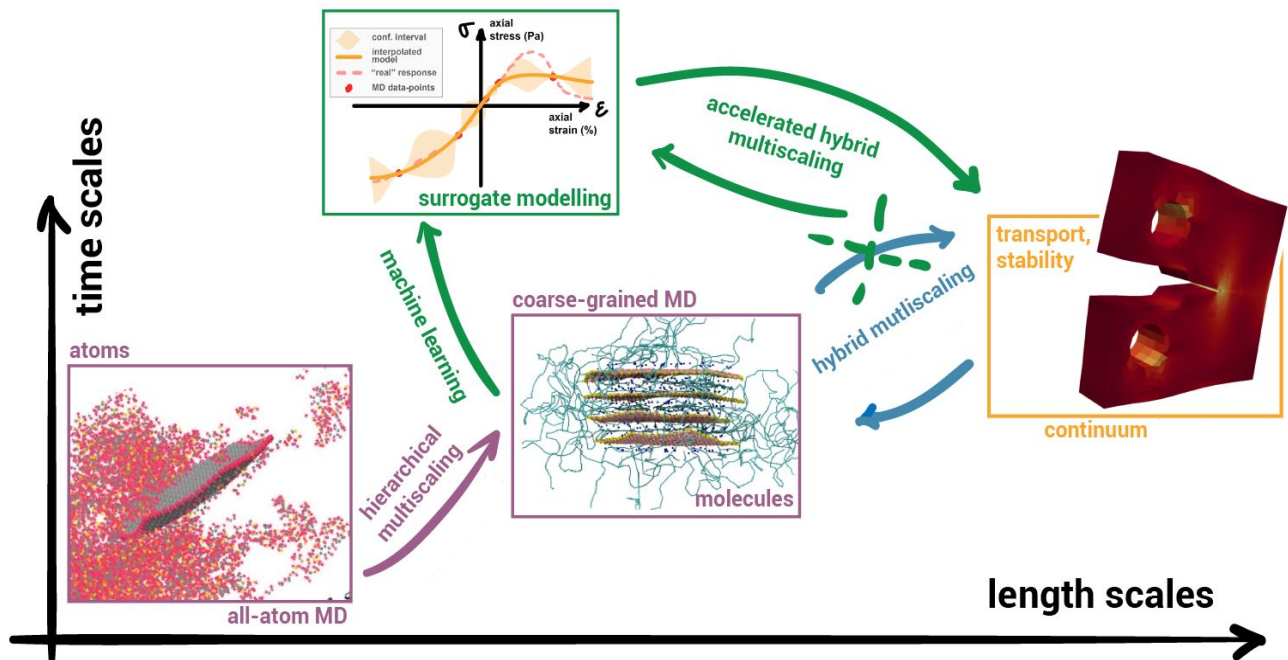 time scales
conf. interval
interpolated
model
“real” response
MD data-points
σ
axial
stress (Pa)
ε
axial
strain (%)
surrogate modelling
accelerated hybrid
multiscaling
machine learning
transport,
stability
continuum
hybrid mutliscaling
coarse-grained MD
molecules
atoms
all-atom MD
hierarchical
multiscaling
length scales